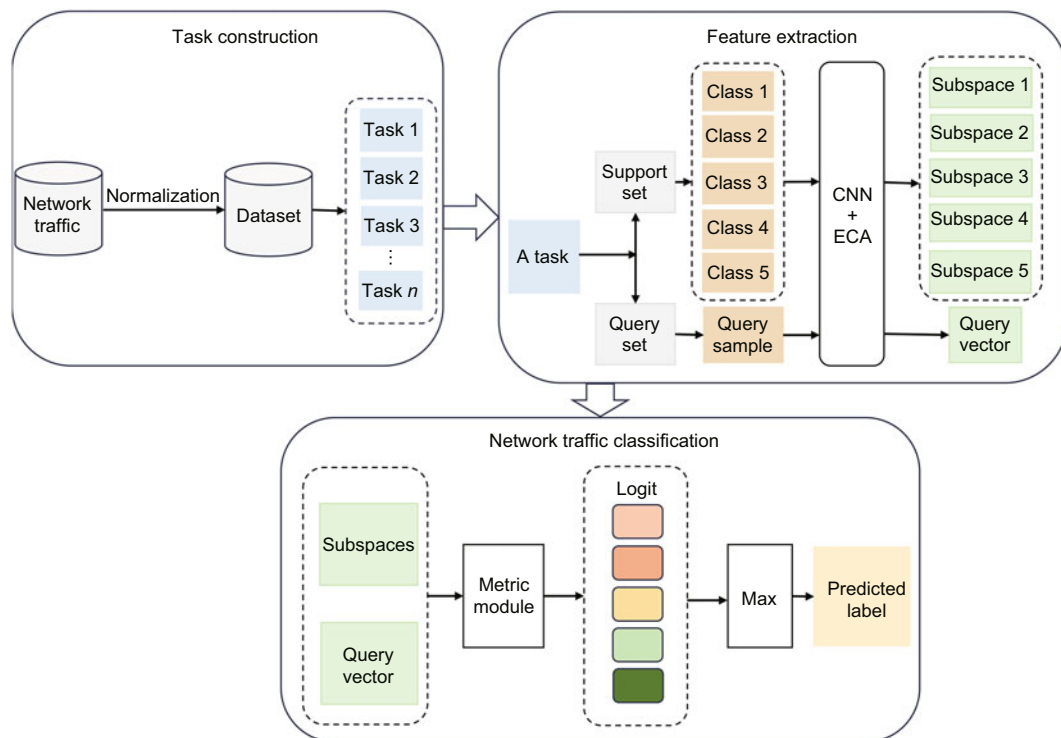 Task construction
Network
traffic
Normalization
Dataset
Task 1
Task 2
Task 3
⋮
Task n
Feature extraction
A task
Support
set
Query
set
Class 1
Class 2
Class 3
Class 4
Class 5
Query
sample
CNN
+
ECA
Subspace 1
Subspace 2
Subspace 3
Subspace 4
Subspace 5
Query
vector
Network traffic classification
Subspaces
Query
vector
Metric
module
Logit
Max
Predicted
label